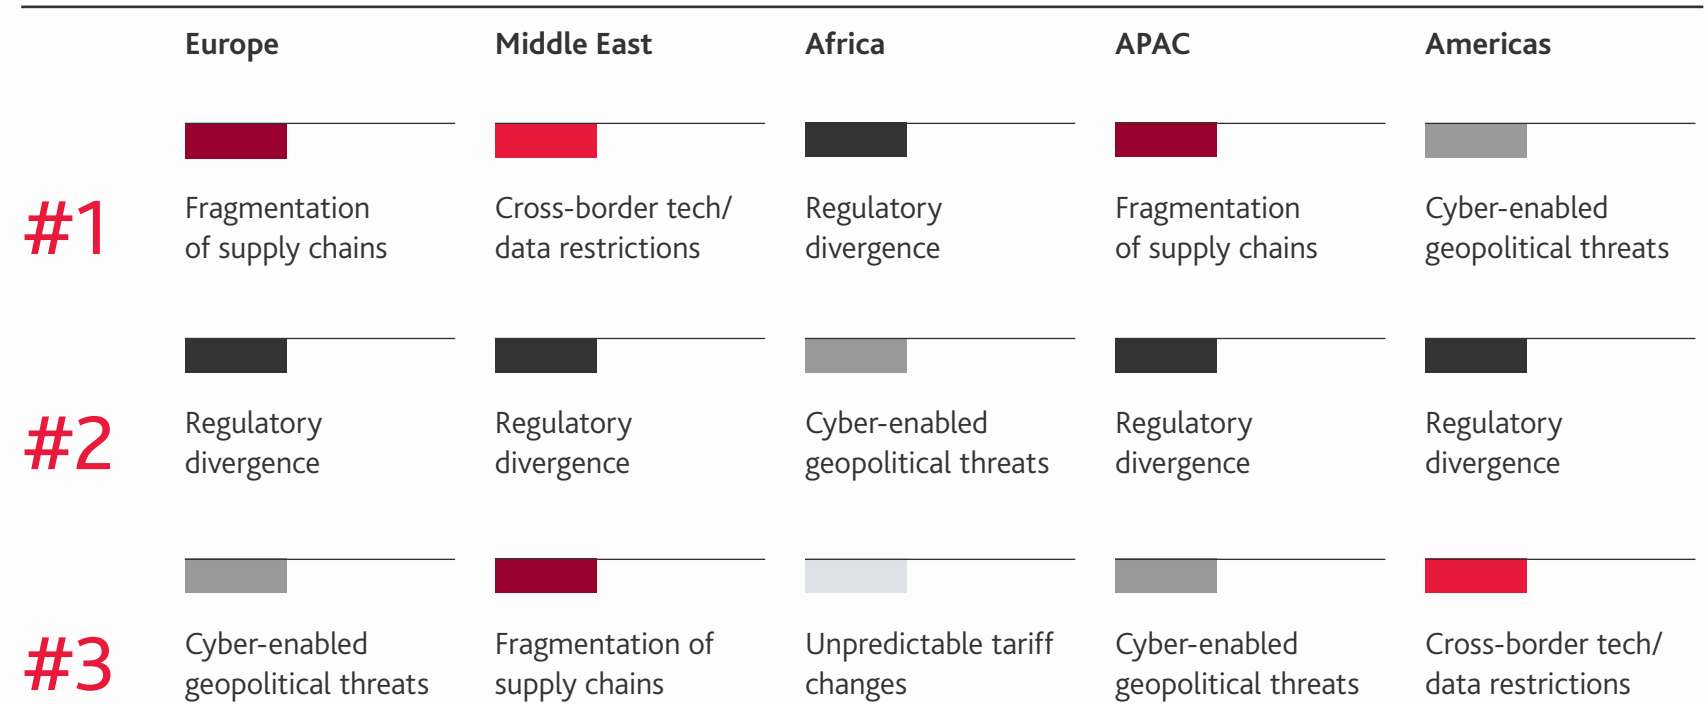 Europe
Middle East
Africa
APAC
Americas
#1
Fragmentation
of supply chains
Cross-border tech/
data restrictions
Regulatory
divergence
Fragmentation
of supply chains
Cyber-enabled
geopolitical threats
#2
Regulatory
divergence
Regulatory
divergence
Cyber-enabled
geopolitical threats
Regulatory
divergence
Regulatory
divergence
#3
Cyber-enabled
geopolitical threats
Fragmentation of
supply chains
Unpredictable tariff
changes
Cyber-enabled
geopolitical threats
Cross-border tech/
data restrictions